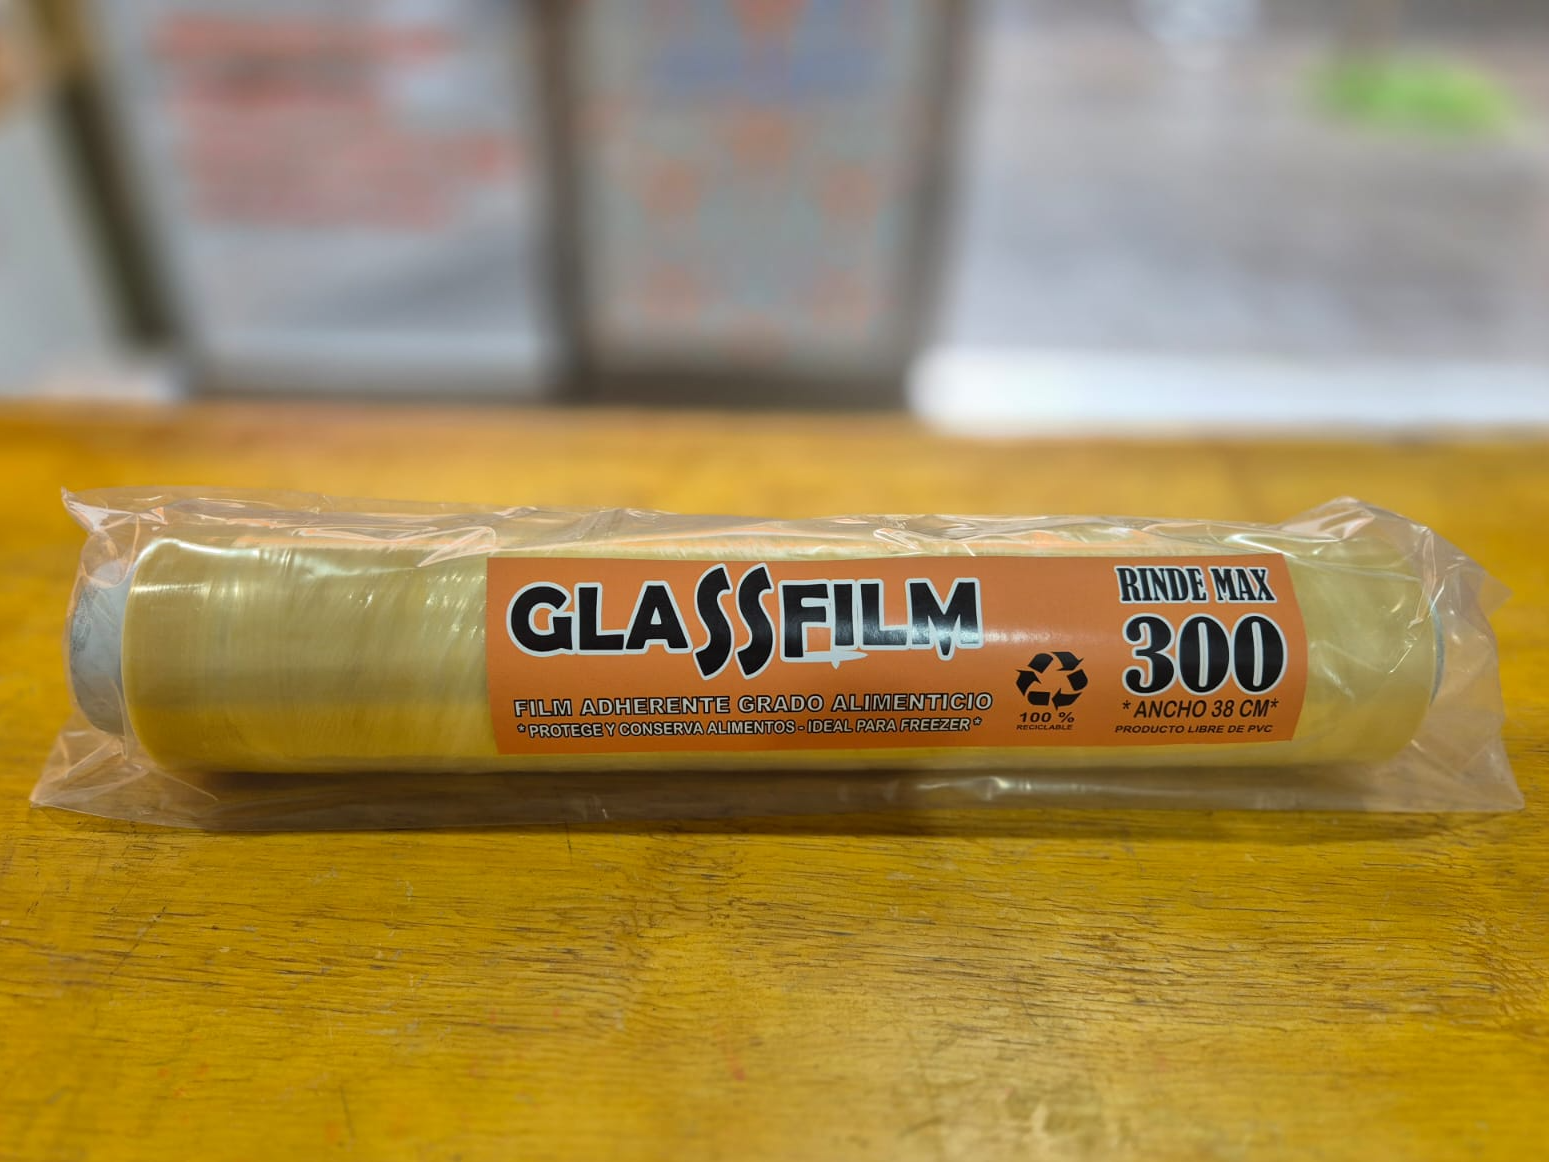 GLASSFILM
FILM ADHERENTE GRADO ALIMENTICIO
* PROTEGE Y CONSERVA ALIMENTOS - IDEAL PARA FREEZER *
100 %
RECICLABLE
RINDE MAX
300
* ANCHO 38 CM*
PRODUCTO LIBRE DE PVC